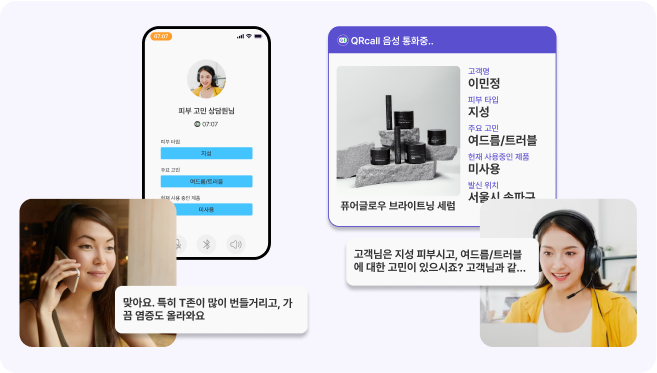 07:07
피부 고민 상담원님
07:07
피부 타입
지성
주요 고민
여드름/트러블
현재 사용 중인 제품
미사용
QRcall 음성 통화중..
고객명
이민정
피부 타입
지성
주요 고민
여드름/트러블
현재 사용중인 제품
미사용
발신 위치
서울시 송파구
퓨어글로우 브라이트닝 세럼
고객님은 지성 피부시고, 여드름/트러블
에 대한 고민이 있으시죠? 고객님과 같...
맞아요. 특히 T존이 많이 번들거리고, 가
끔 염증도 올라와요